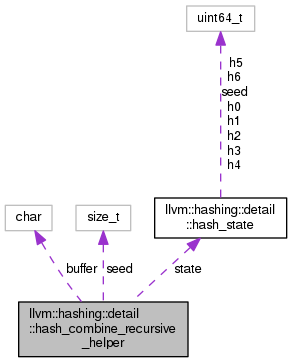 uint64_t
h5
h6
seed
h0
h1
h2
h3
h4
char
size_t
llvm::hashing::detail
::hash_state
buffer
seed
state
llvm::hashing::detail
::hash_combine_recursive
_helper